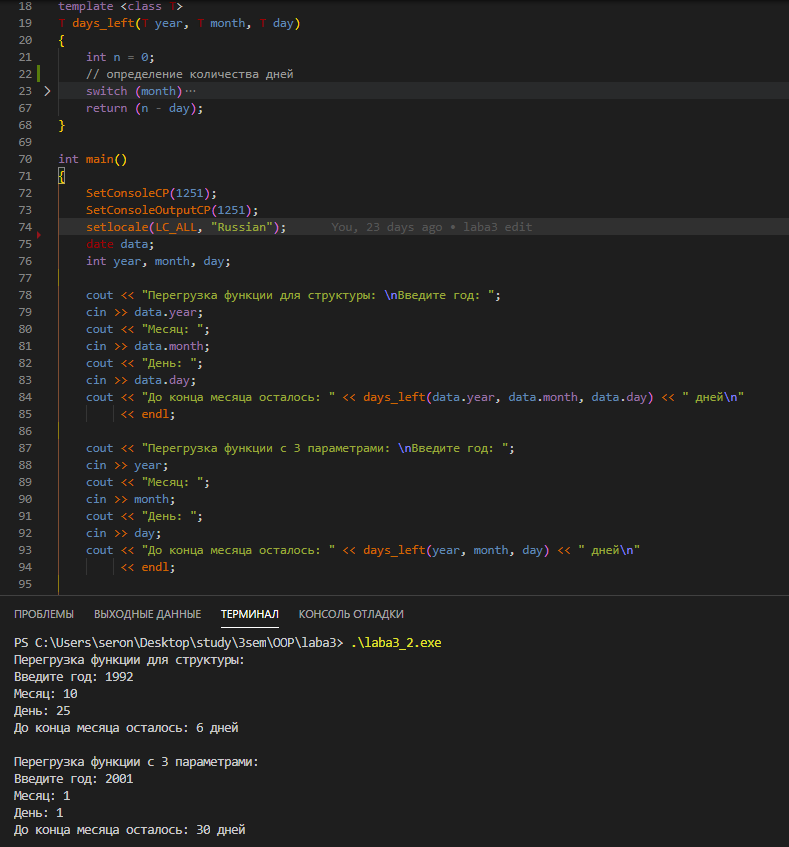 18 template <class T>
19 T days_left(T year, T month, T day)
20 {
21 int n = 0;
22 // определение количества дней
23 switch (month) ···
67 return (n - day);
68 }
69
70 int main()
71 {
72 SetConsoleCP(1251);
73 SetConsoleOutputCP(1251);
74 setlocale(LC_ALL, "Russian"); You, 23 days ago • laba3 edit
75 date data;
76 int year, month, day;
77
78 cout << "Перегрузка функции для структуры: \nВведите год: ";
79 cin >> data.year;
80 cout << "Месяц: ";
81 cin >> data.month;
82 cout << "День: ";
83 cin >> data.day;
84 cout << "До конца месяца осталось: " << days_left(data.year, data.month, data.day) << " дней\n"
85 << endl;
86
87 cout << "Перегрузка функции с 3 параметрами: \nВведите год: ";
88 cin >> year;
89 cout << "Месяц: ";
90 cin >> month;
91 cout << "День: ";
92 cin >> day;
93 cout << "До конца месяца осталось: " << days_left(year, month, day) << " дней\n"
94 << endl;
95
ПРОБЛЕМЫ ВЫХОДНЫЕ ДАННЫЕ ТЕРМИНАЛ КОНСОЛЬ ОТЛАДКИ
PS C:\Users\seron\Desktop\study\3sem\OOP\laba3> .\laba3_2.exe
Перегрузка функции для структуры:
Введите год: 1992
Месяц: 10
День: 25
До конца месяца осталось: 6 дней
Перегрузка функции с 3 параметрами:
Введите год: 2001
Месяц: 1
День: 1
До конца месяца осталось: 30 дней